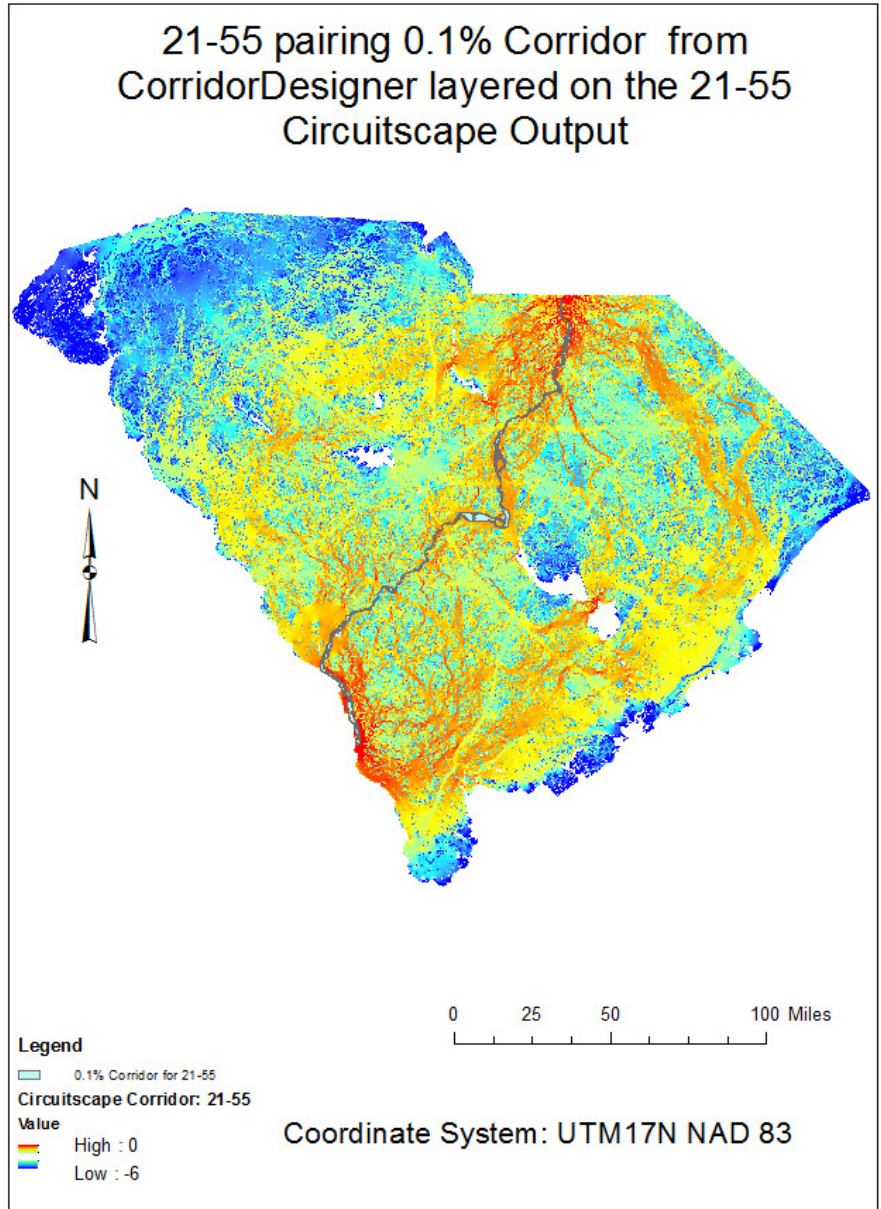 21-55 pairing 0.1% Corridor from
CorridorDesigner layered on the 21-55
Circuitscape Output
N
0 25 50 100 Miles
Legend
0.1% Corridor for 21-55
Circuitscape Corridor: 21-55
Value
High : 0
Low : -6
Coordinate System: UTM17N NAD 83